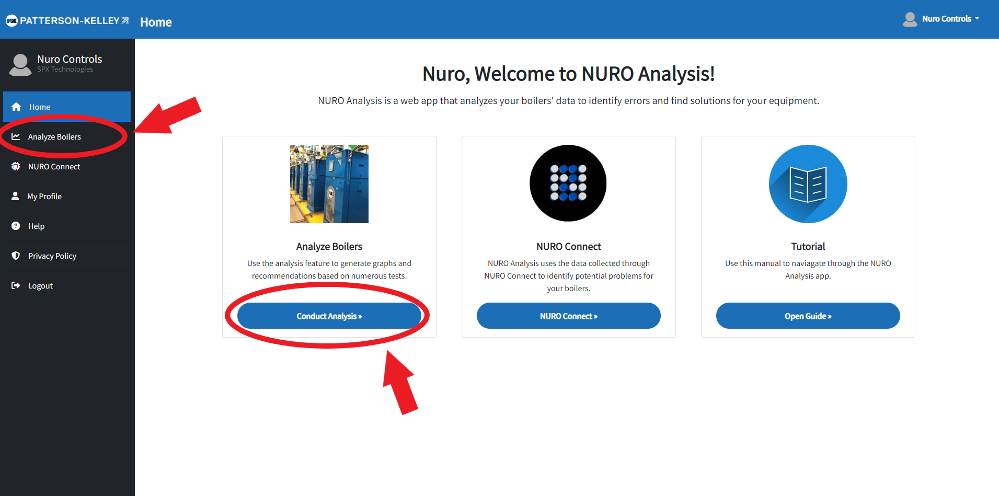 PK PATTERSON-KELLEY
Home
Nuro Controls
Nuro Controls
SPX Technologies
Home
Analyze Boilers
NURO Connect
My Profile
Help
Privacy Policy
Logout
Nuro, Welcome to NURO Analysis!
NURO Analysis is a web app that analyzes your boilers' data to identify errors and find solutions for your equipment.
Analyze Boilers
Use the analysis feature to generate graphs and
recommendations based on numerous tests.
Conduct Analysis »
NURO Connect
NURO Analysis uses the data collected through
NURO Connect to identify potential problems for
your boilers.
NURO Connect »
Tutorial
Use this manual to naviagate through the NURO
Analysis app.
Open Guide »